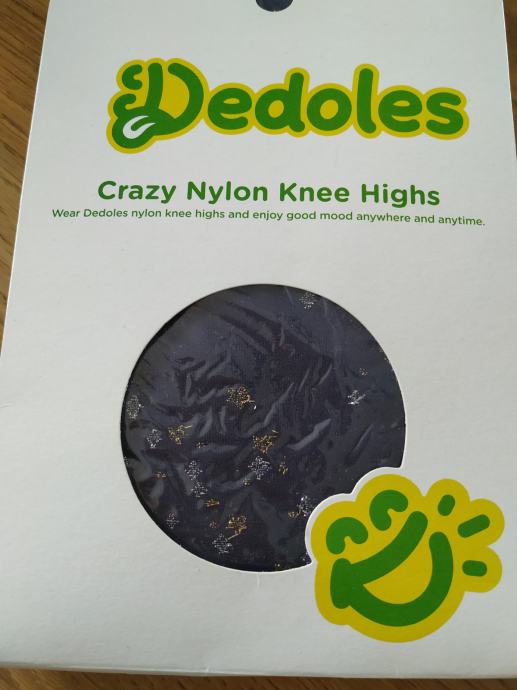 Dedoles
Crazy Nylon Knee Highs
Wear Dedoles nylon knee highs and enjoy good mood anywhere and anytime.